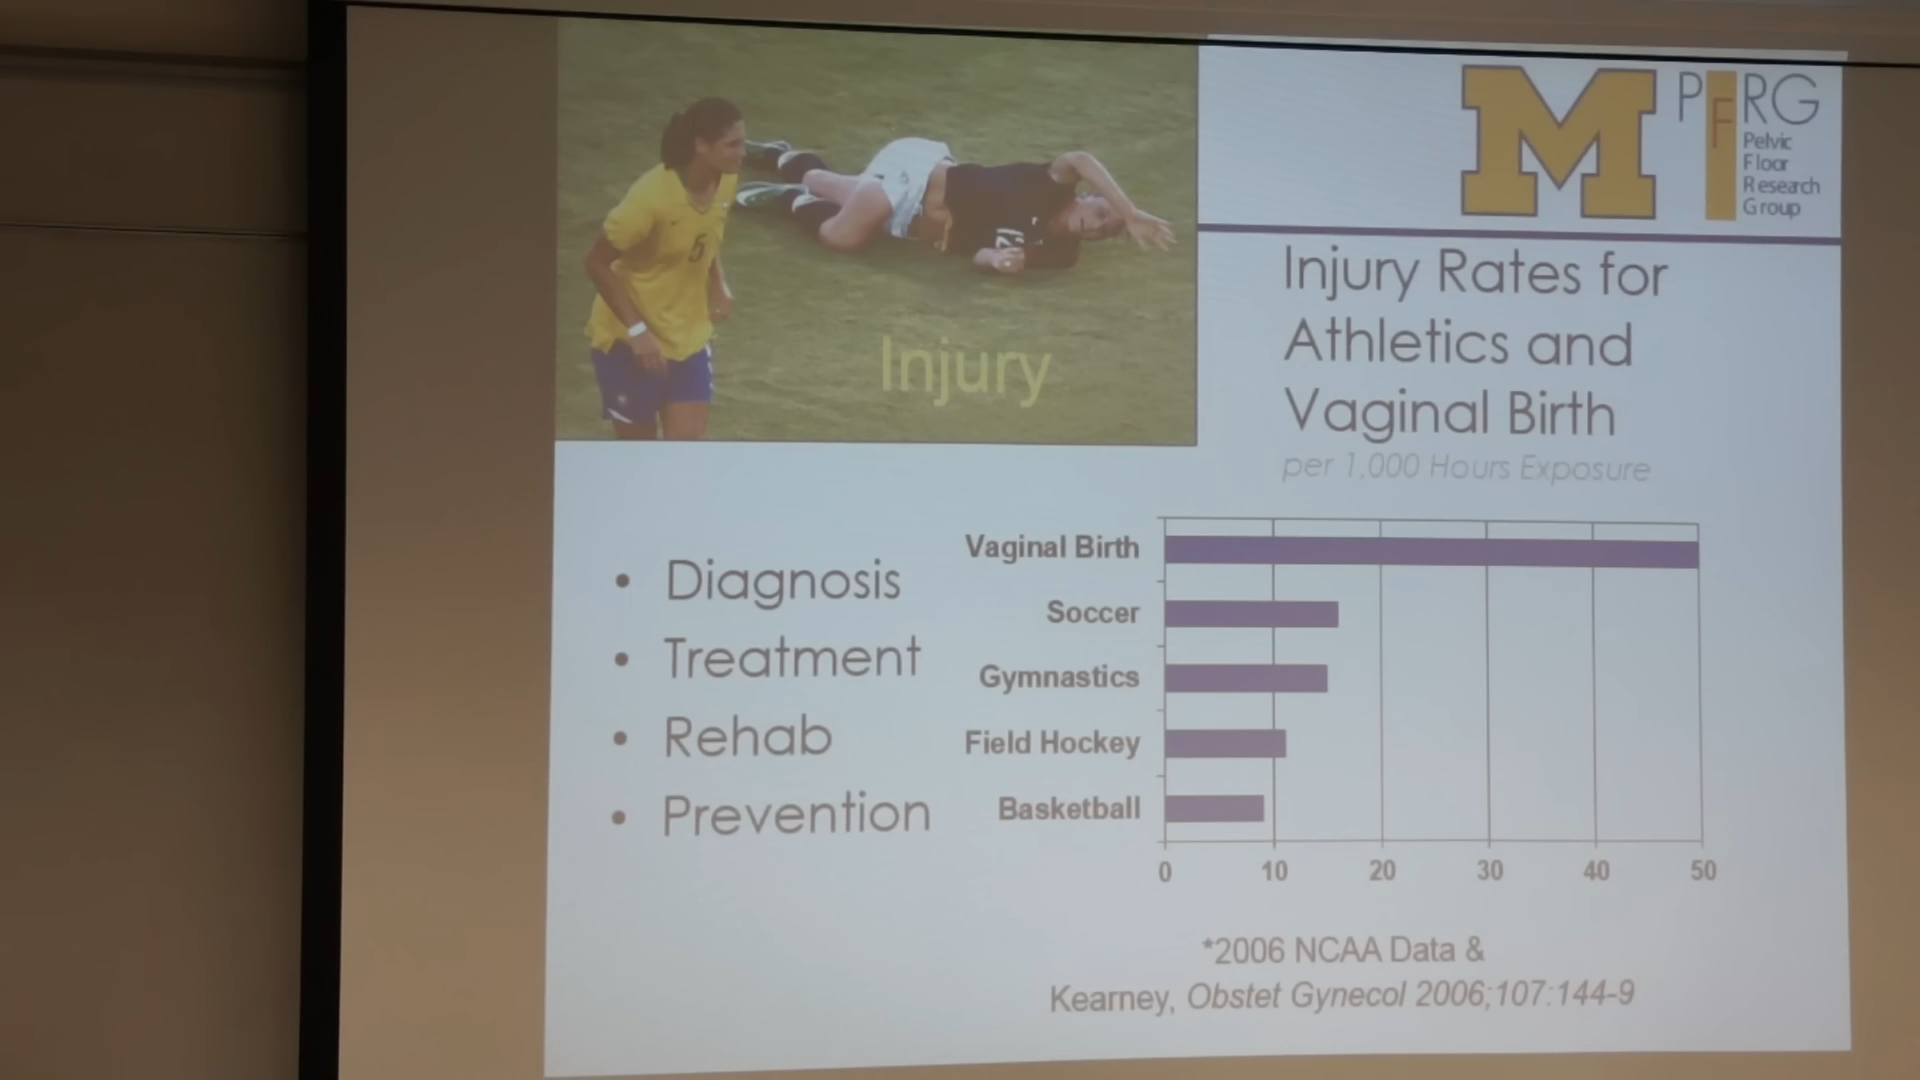 5
12
Injury
M
PFRG
Pelvic
Floor
Research
Group
Injury Rates for
Athletics and
Vaginal Birth
per 1,000 Hours Exposure
• Diagnosis
• Treatment
• Rehab
• Prevention
Vaginal Birth
Soccer
Gymnastics
Field Hockey
Basketball
0 10 20 30 40 50
*2006 NCAA Data &
Kearney, Obstet Gynecol 2006;107:144-9